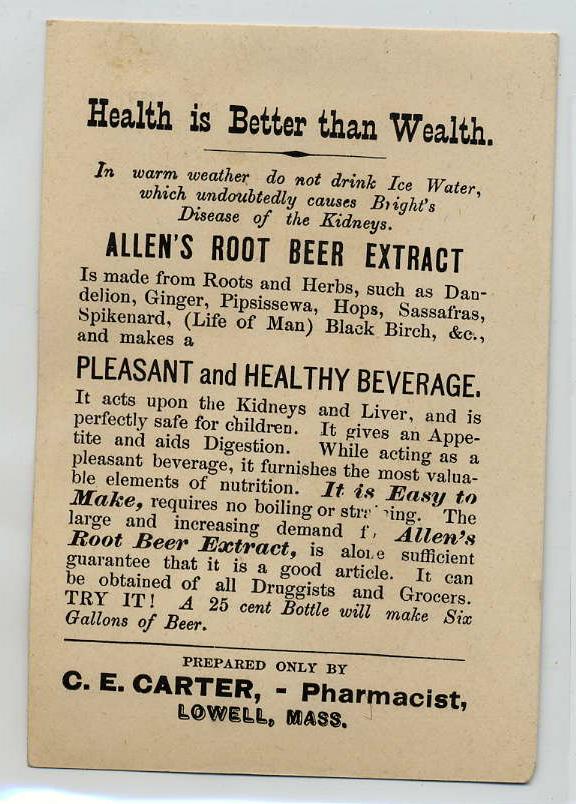 Health is Better than Wealth.
In warm weather do not drink Ice Water,
which undoubtedly causes Bright's
Disease of the Kidneys.
ALLEN'S ROOT BEER EXTRACT
Is made from Roots and Herbs, such as Dan-
delion, Ginger, Pipsissewa, Hops, Sassafras,
Spikenard, (Life of Man) Black Birch, &c.,
and makes a
PLEASANT and HEALTHY BEVERAGE.
It acts upon the Kidneys and Liver, and is
perfectly safe for children. It gives an Appe-
tite and aids Digestion. While acting as a
pleasant beverage, it furnishes the most valua-
ble elements of nutrition. It is Easy to
Make, requires no boiling or straining. The
large and increasing demand f, Allen's
Root Beer Extract, is alone sufficient
guarantee that it is a good article. It can
be obtained of all Druggists and Grocers.
TRY IT! A 25 cent Bottle will make Six
Gallons of Beer.
PREPARED ONLY BY
C. E. CARTER, - Pharmacist,
LOWELL, MASS.